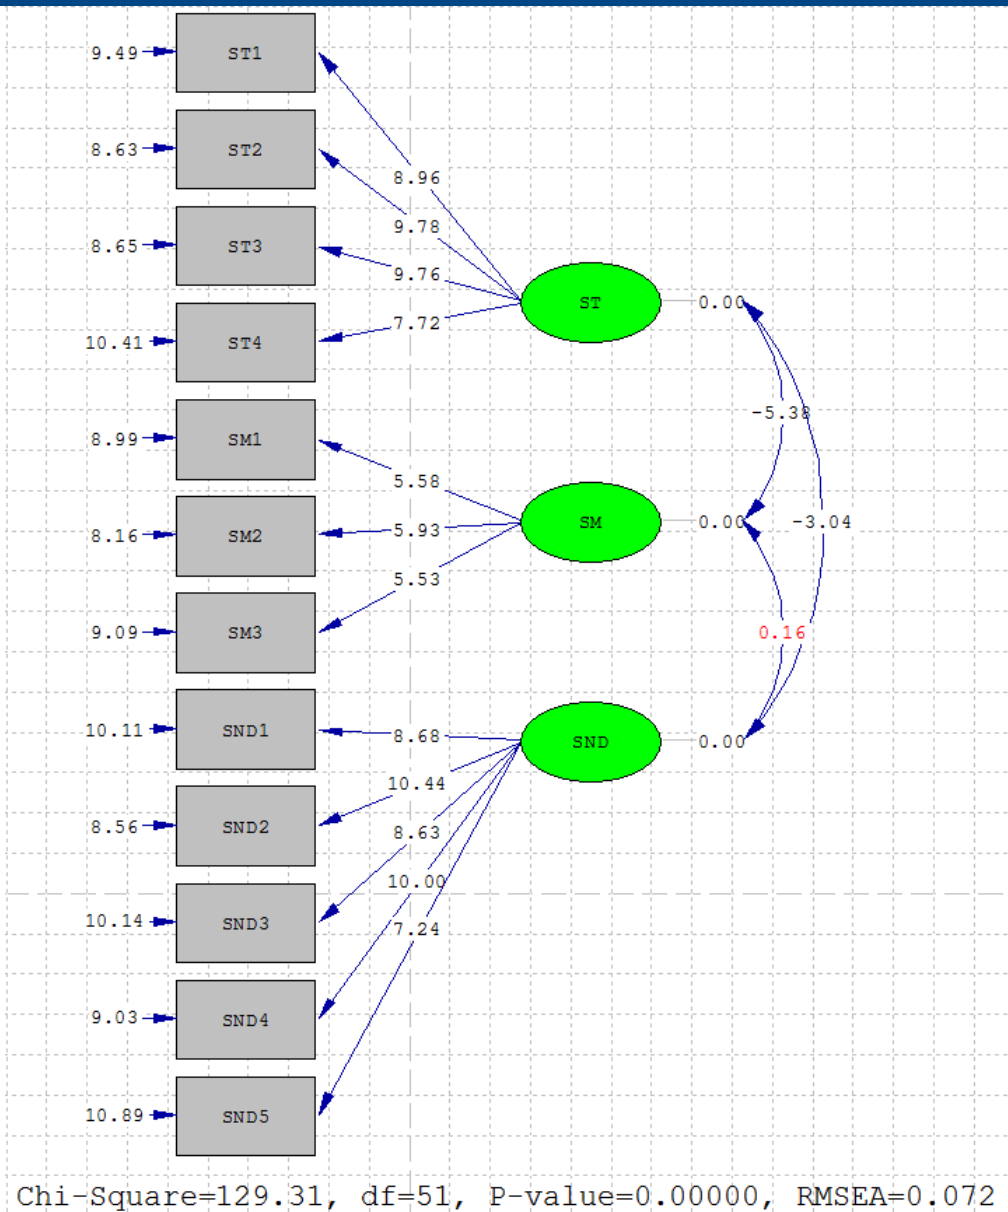 9.49 ST1
8.96
8.63 ST2
9.78
8.65 ST3
9.76
ST 0.00
7.72
10.41 ST4
-5.38
8.99 SM1
5.58
SM 0.00 -3.04
5.93
8.16 SM2
5.53
9.09 SM3
0.16
10.11 SND1
8.68
SND 0.00
10.44
8.56 SND2
8.63
10.00
10.14 SND3
7.24
9.03 SND4
10.89 SND5
Chi-Square=129.31, df=51, P-value=0.00000, RMSEA=0.072